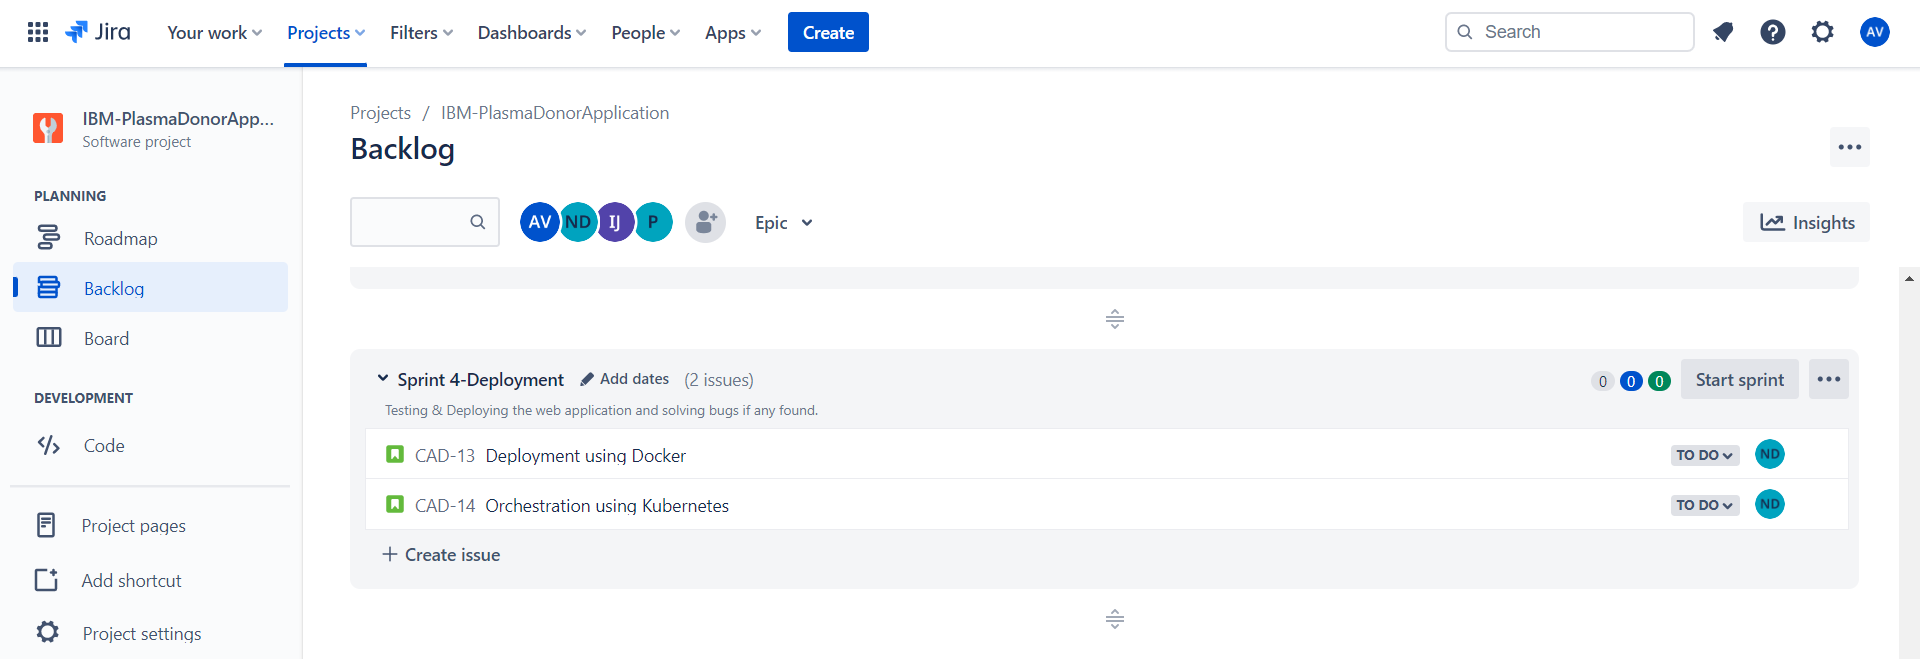 Jira Your work Projects Filters Dashboards People Apps Create Search AV
IBM-PlasmaDonorApp...
Software project
PLANNING
Roadmap
Backlog
Board
DEVELOPMENT
Code
Project pages
Add shortcut
Project settings
Projects / IBM-PlasmaDonorApplication
Backlog
AV ND IJ P Epic Insights
Sprint 4-Deployment Add dates (2 issues) 0 0 0 Start sprint
Testing & Deploying the web application and solving bugs if any found.
CAD-13 Deployment using Docker TO DO ND
CAD-14 Orchestration using Kubernetes TO DO ND
+ Create issue